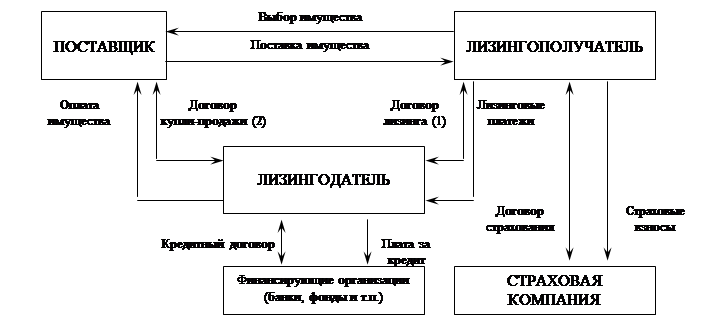 Выбор имущества
ПОСТАВЩИК
ЛИЗИНГОПОЛУЧАТЕЛЬ
Поставка имущества
Оплата
имущества
Договор
купли-продажи (2)
Договор
лизинга (1)
Лизинговые
платежи
ЛИЗИНГОДАТЕЛЬ
Договор
страхования
Страховые
взносы
Кредитный договор
Плата за
кредит
Финансирующие организации
(банки, фонды и т.п.)
СТРАХОВАЯ
КОМПАНИЯ